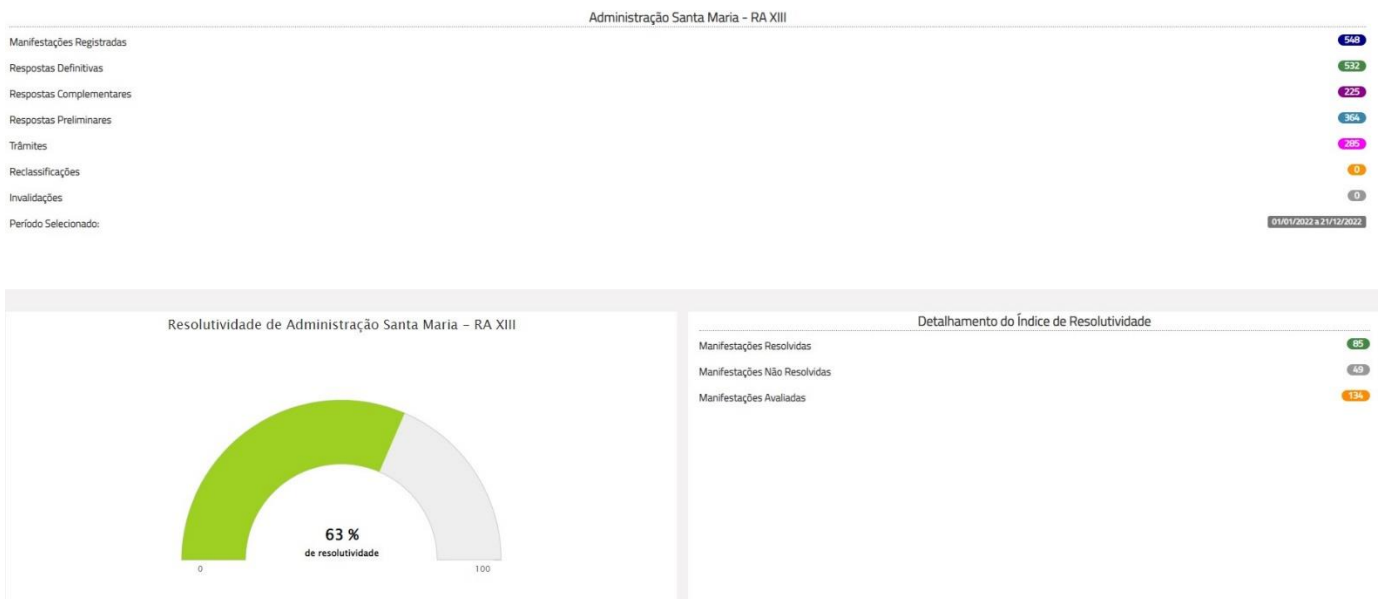 Administração Santa Maria - RA XIII
Manifestações Registradas 548
Respostas Definitivas 532
Respostas Complementares 225
Respostas Preliminares 364
Trâmites 285
Reclassificações 0
Invalidações 0
Período Selecionado: 01/01/2022 a 21/12/2022
Resolutividade de Administração Santa Maria - RA XIII
63 %
de resolutividade
0 100
Detalhamento do Índice de Resolutividade
Manifestações Resolvidas 85
Manifestações Não Resolvidas 49
Manifestações Avaliadas 134